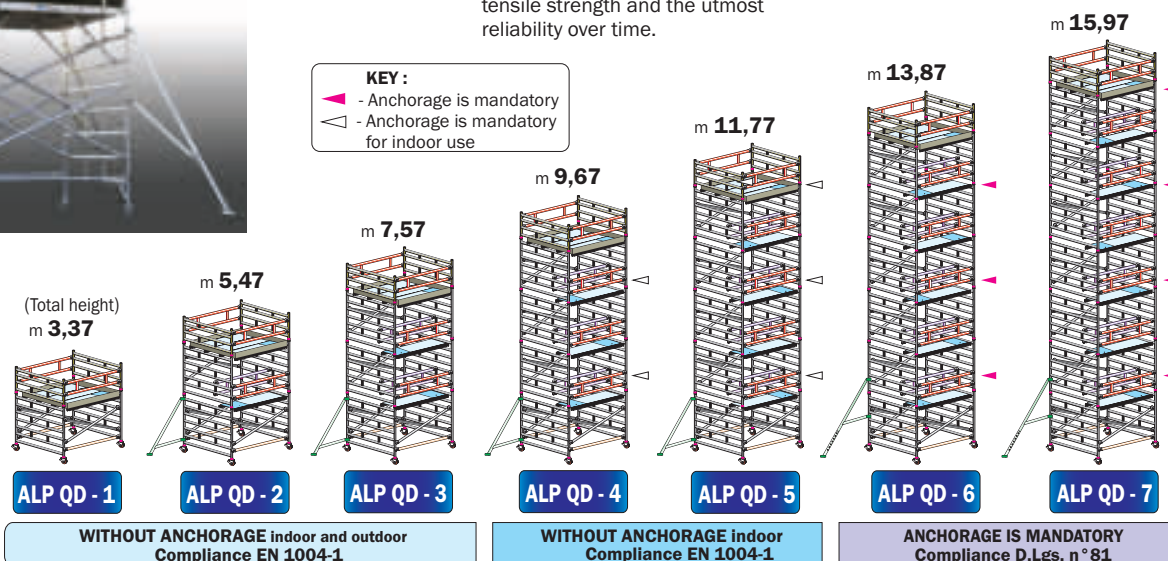 tensile strength and the utmost
reliability over time.
KEY :
- Anchorage is mandatory
- Anchorage is mandatory
for indoor use
(Total height)
m 3,37
m 5,47
m 7,57
m 9,67
m 11,77
m 13,87
m 15,97
ALP QD - 1
ALP QD - 2
ALP QD - 3
ALP QD - 4
ALP QD - 5
ALP QD - 6
ALP QD - 7
WITHOUT ANCHORAGE indoor and outdoor
Compliance EN 1004-1
WITHOUT ANCHORAGE indoor
Compliance EN 1004-1
ANCHORAGE IS MANDATORY
Compliance D.Lgs. n°81